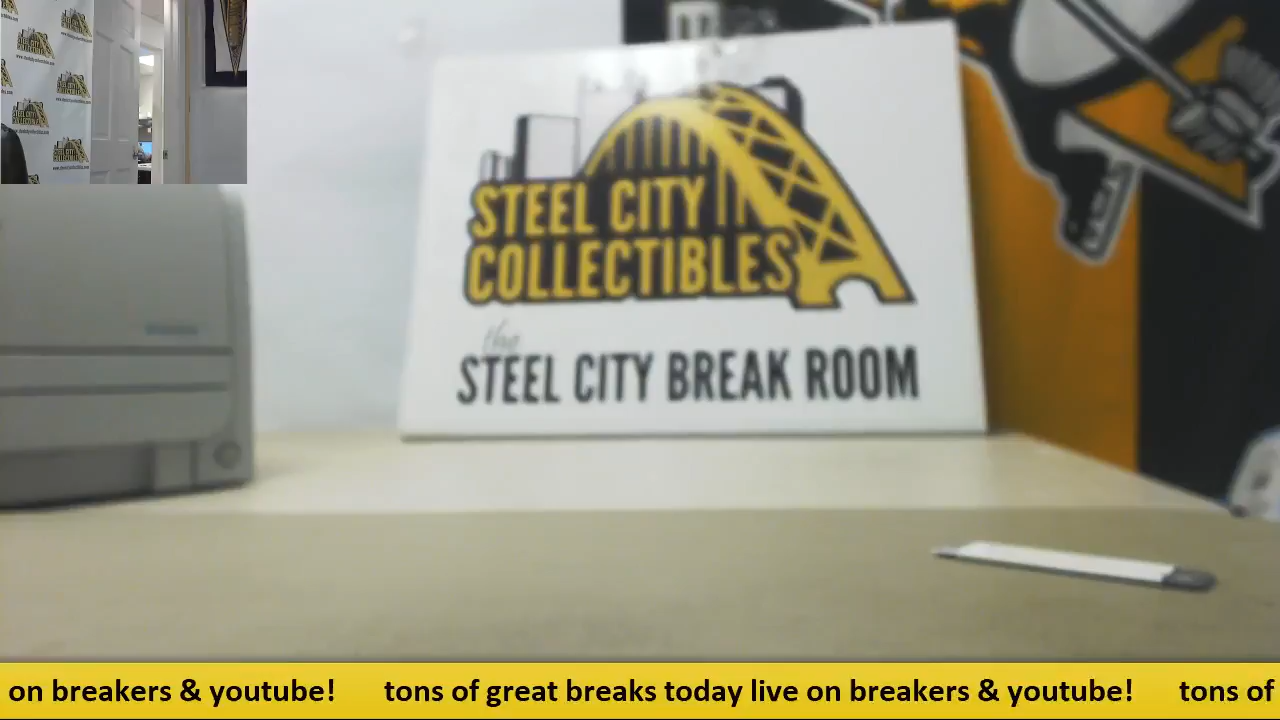 STEEL CITY
COLLECTIBLES
the
STEEL CITY BREAK ROOM
on breakers & youtube! tons of great breaks today live on breakers & youtube! tons of